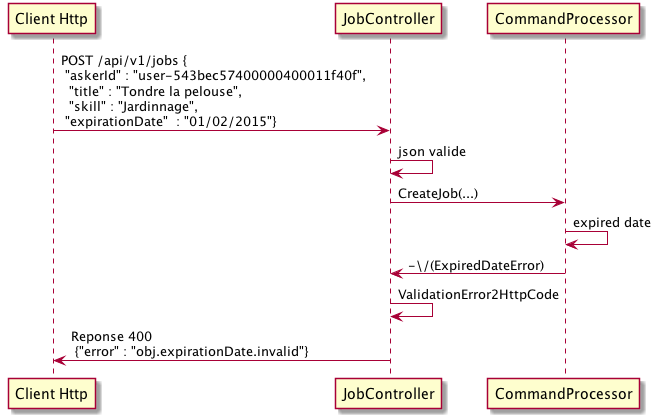 Client Http
JobController
CommandProcessor
POST /api/v1/jobs {
"askerId" : "user-543bec57400000400011f40f",
"title" : "Tondre la pelouse",
"skill" : "Jardinnage",
"expirationDate"  : "01/02/2015"}
json valide
CreateJob(...)
expired date
-\/(ExpiredDateError)
ValidationError2HttpCode
Reponse 400
{"error" : "obj.expirationDate.invalid"}
Client Http
JobController
CommandProcessor